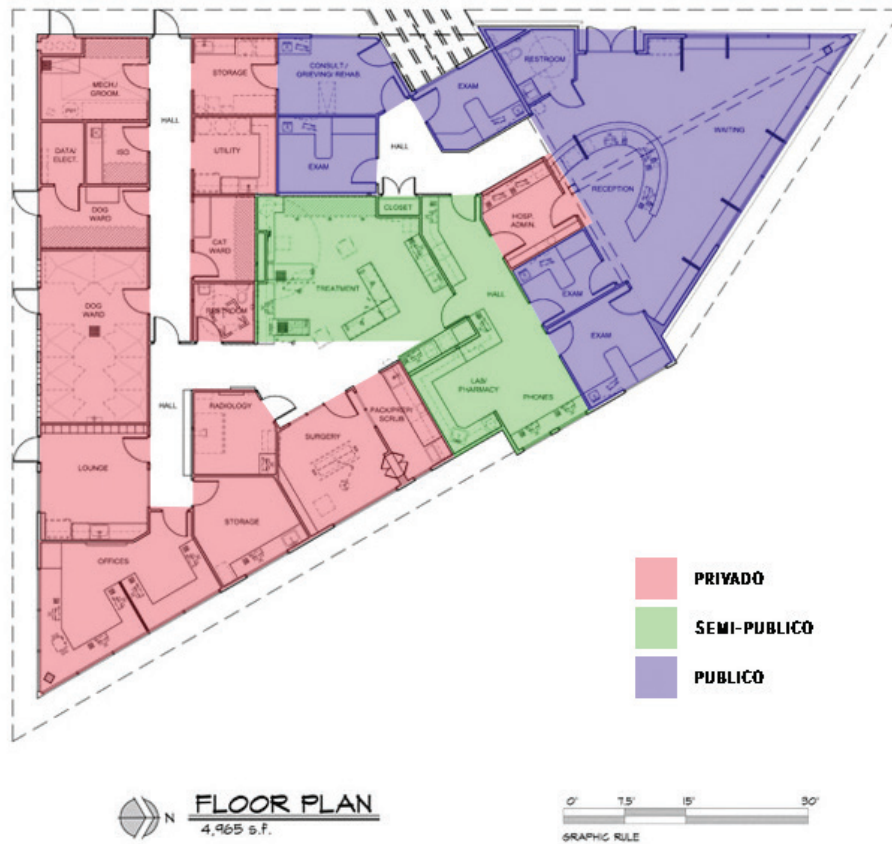 MECH./
GROOM.
HALL
STORAGE
CONSULT./
GRIEVING/ REHAB.
EXAM
RESTROOM
DATA/
ELECT.
ISO
UTILITY
EXAM
HALL
WAITING
RECEPTION
DOG
WARD
CAT
WARD
CLOSET
HOSP.
ADMIN.
TREATMENT
HALL
EXAM
DOG
WARD
RESTROOM
EXAM
LAB/
PHARMACY
PHONES
HALL
RADIOLOGY
PACK/PREP/
SCRUB
SURGERY
LOUNGE
STORAGE
OFFICES
PRIVADO
SEMI-PUBLICO
PUBLICO
N
FLOOR PLAN
4,965 s.f.
0' 7.5' 15' 30'
GRAPHIC RULE